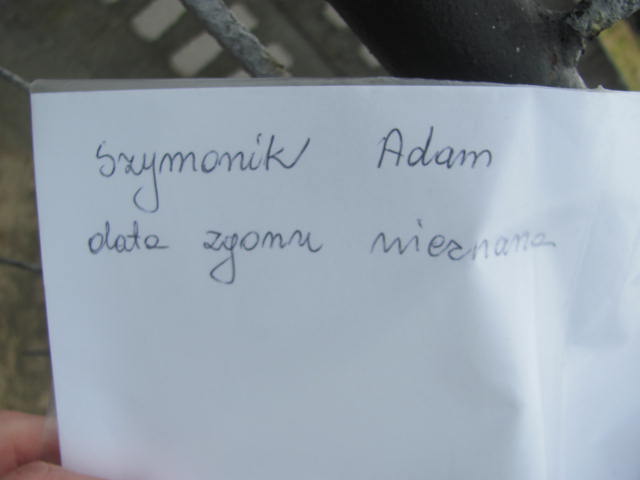 Szymonik Adam
data zgonu nieznana